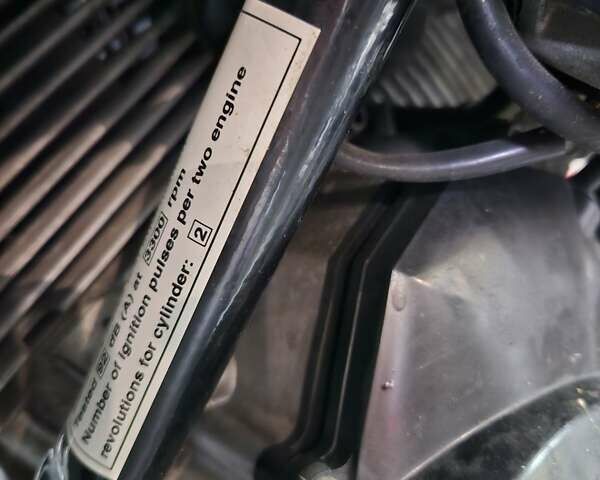 Tested 92 dB (A) at 3300 rpm
Number of ignition pulses per two engine
revolutions for cylinder: 2